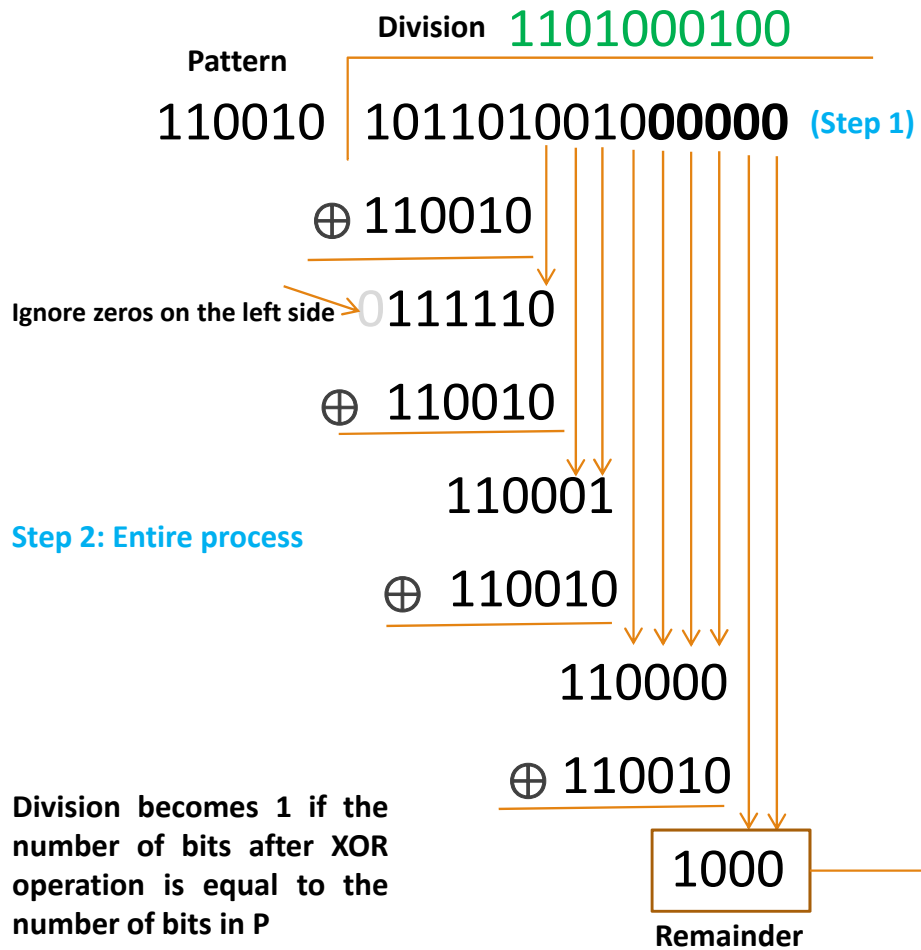 Division 1101000100
Pattern
110010 101101001000000 (Step 1)
⊕ 110010
Ignore zeros on the left side 0111110
⊕ 110010
110001
Step 2: Entire process
⊕ 110010
110000
⊕ 110010
Division becomes 1 if the
number of bits after XOR
operation is equal to the
number of bits in P
1000
Remainder